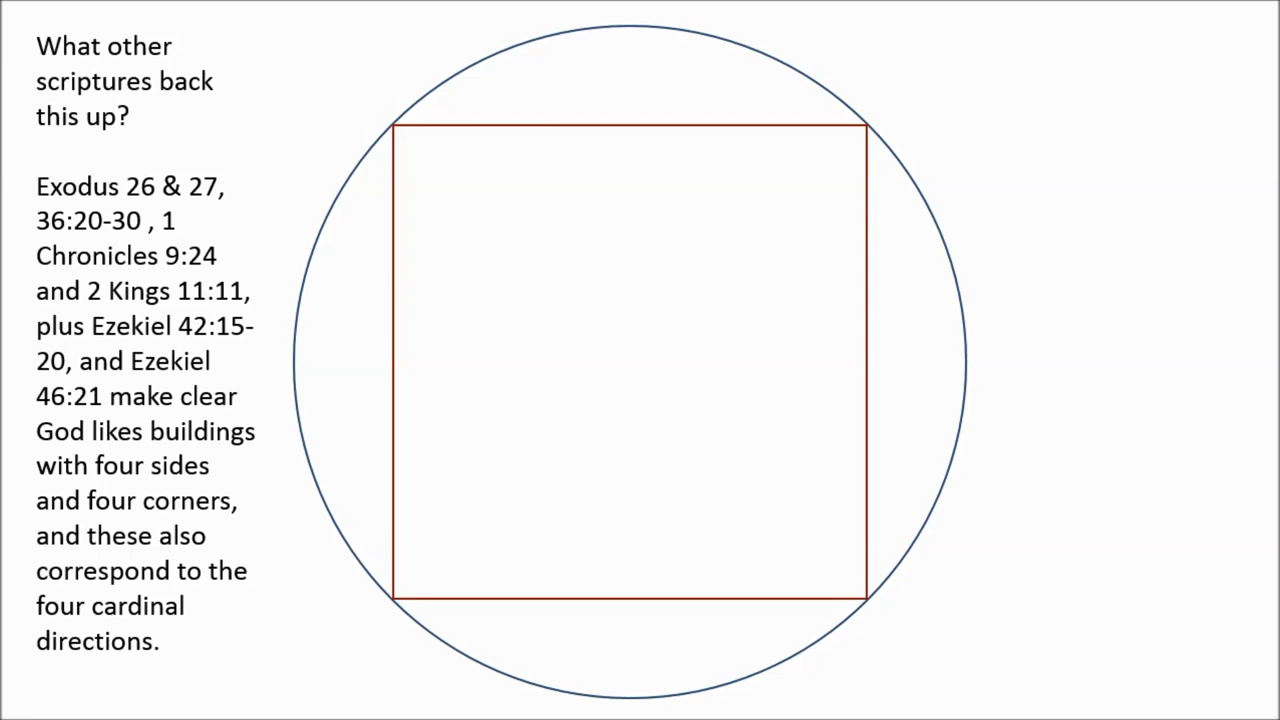 What other
scriptures back
this up?
Exodus 26 & 27,
36:20-30 , 1
Chronicles 9:24
and 2 Kings 11:11,
plus Ezekiel 42:15-
20, and Ezekiel
46:21 make clear
God likes buildings
with four sides
and four corners,
and these also
correspond to the
four cardinal
directions.